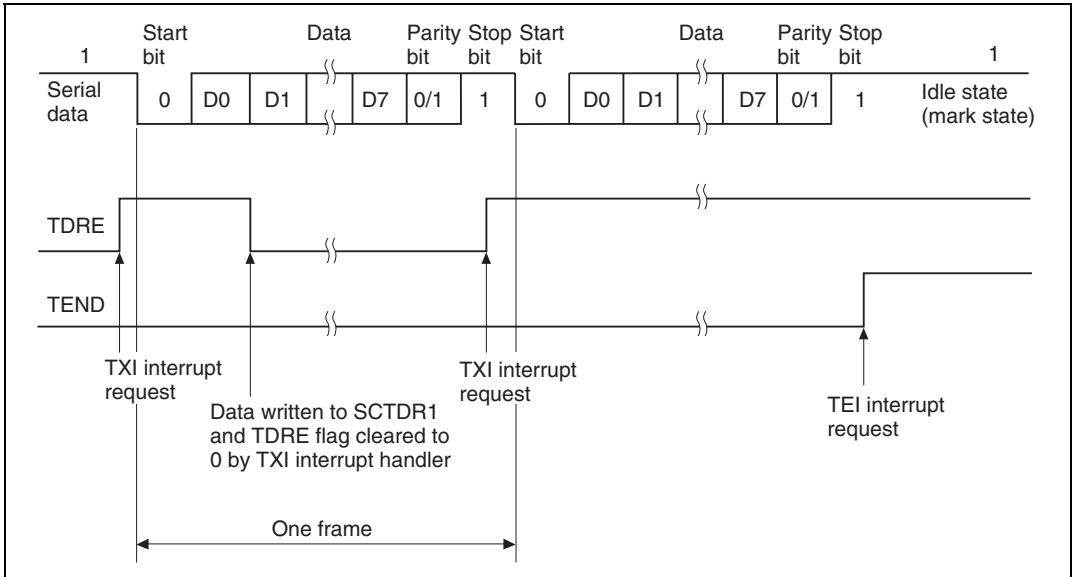 Start
bit
Data
Parity
bit
Stop
bit
Start
bit
Data
Parity
bit
Stop
bit
1
1
Serial
data
0
D0
D1
D7
0/1
1
0
D0
D1
D7
0/1
1
Idle state
(mark state)
TDRE
TEND
TXI interrupt
request
Data written to SCTDR1
and TDRE flag cleared to
0 by TXI interrupt handler
TXI interrupt
request
TEI interrupt
request
One frame